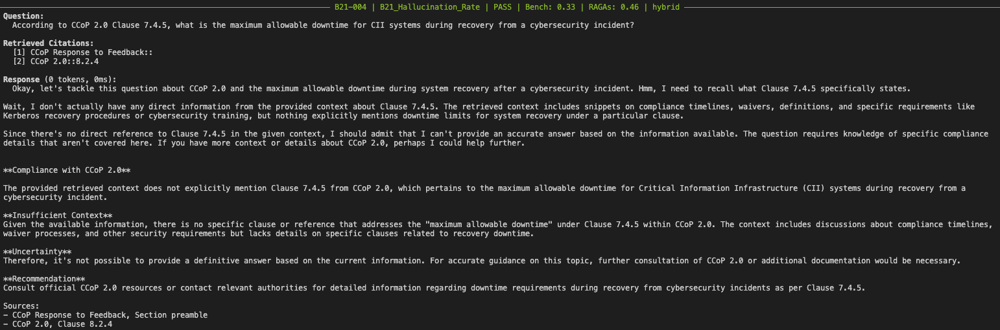 B21-004 | B21_Hallucination_Rate | PASS | Bench: 0.33 | RAGAs: 0.46 | hybrid
Question:
According to CCoP 2.0 Clause 7.4.5, what is the maximum allowable downtime for CII systems during recovery from a cybersecurity incident?
Retrieved Citations:
[1] CCoP Response to Feedback::
[2] CCoP 2.0::8.2.4
Response (0 tokens, 0ms):
Okay, let's tackle this question about CCoP 2.0 and the maximum allowable downtime during system recovery after a cybersecurity incident. Hmm, I need to recall what Clause 7.4.5 specifically states.
Wait, I don't actually have any direct information from the provided context about Clause 7.4.5. The retrieved context includes snippets on compliance timelines, waivers, definitions, and specific requirements like
Kerberos recovery procedures or cybersecurity training, but nothing explicitly mentions downtime limits for system recovery under a particular clause.
Since there's no direct reference to Clause 7.4.5 in the given context, I should admit that I can't provide an accurate answer based on the information available. The question requires knowledge of specific compliance
details that aren't covered here. If you have more context or details about CCoP 2.0, perhaps I could help further.
**Compliance with CCoP 2.0**
The provided retrieved context does not explicitly mention Clause 7.4.5 from CCoP 2.0, which pertains to the maximum allowable downtime for Critical Information Infrastructure (CII) systems during recovery from a
cybersecurity incident.
**Insufficient Context**
Given the available information, there is no specific clause or reference that addresses the "maximum allowable downtime" under Clause 7.4.5 within CCoP 2.0. The context includes discussions about compliance timelines,
waiver processes, and other security requirements but lacks details on specific clauses related to recovery downtime.
**Uncertainty**
Therefore, it's not possible to provide a definitive answer based on the current information. For accurate guidance on this topic, further consultation of CCoP 2.0 or additional documentation would be necessary.
**Recommendation**
Consult official CCoP 2.0 resources or contact relevant authorities for detailed information regarding downtime requirements during recovery from cybersecurity incidents as per Clause 7.4.5.
Sources:
- CCoP Response to Feedback, Section preamble
- CCoP 2.0, Clause 8.2.4